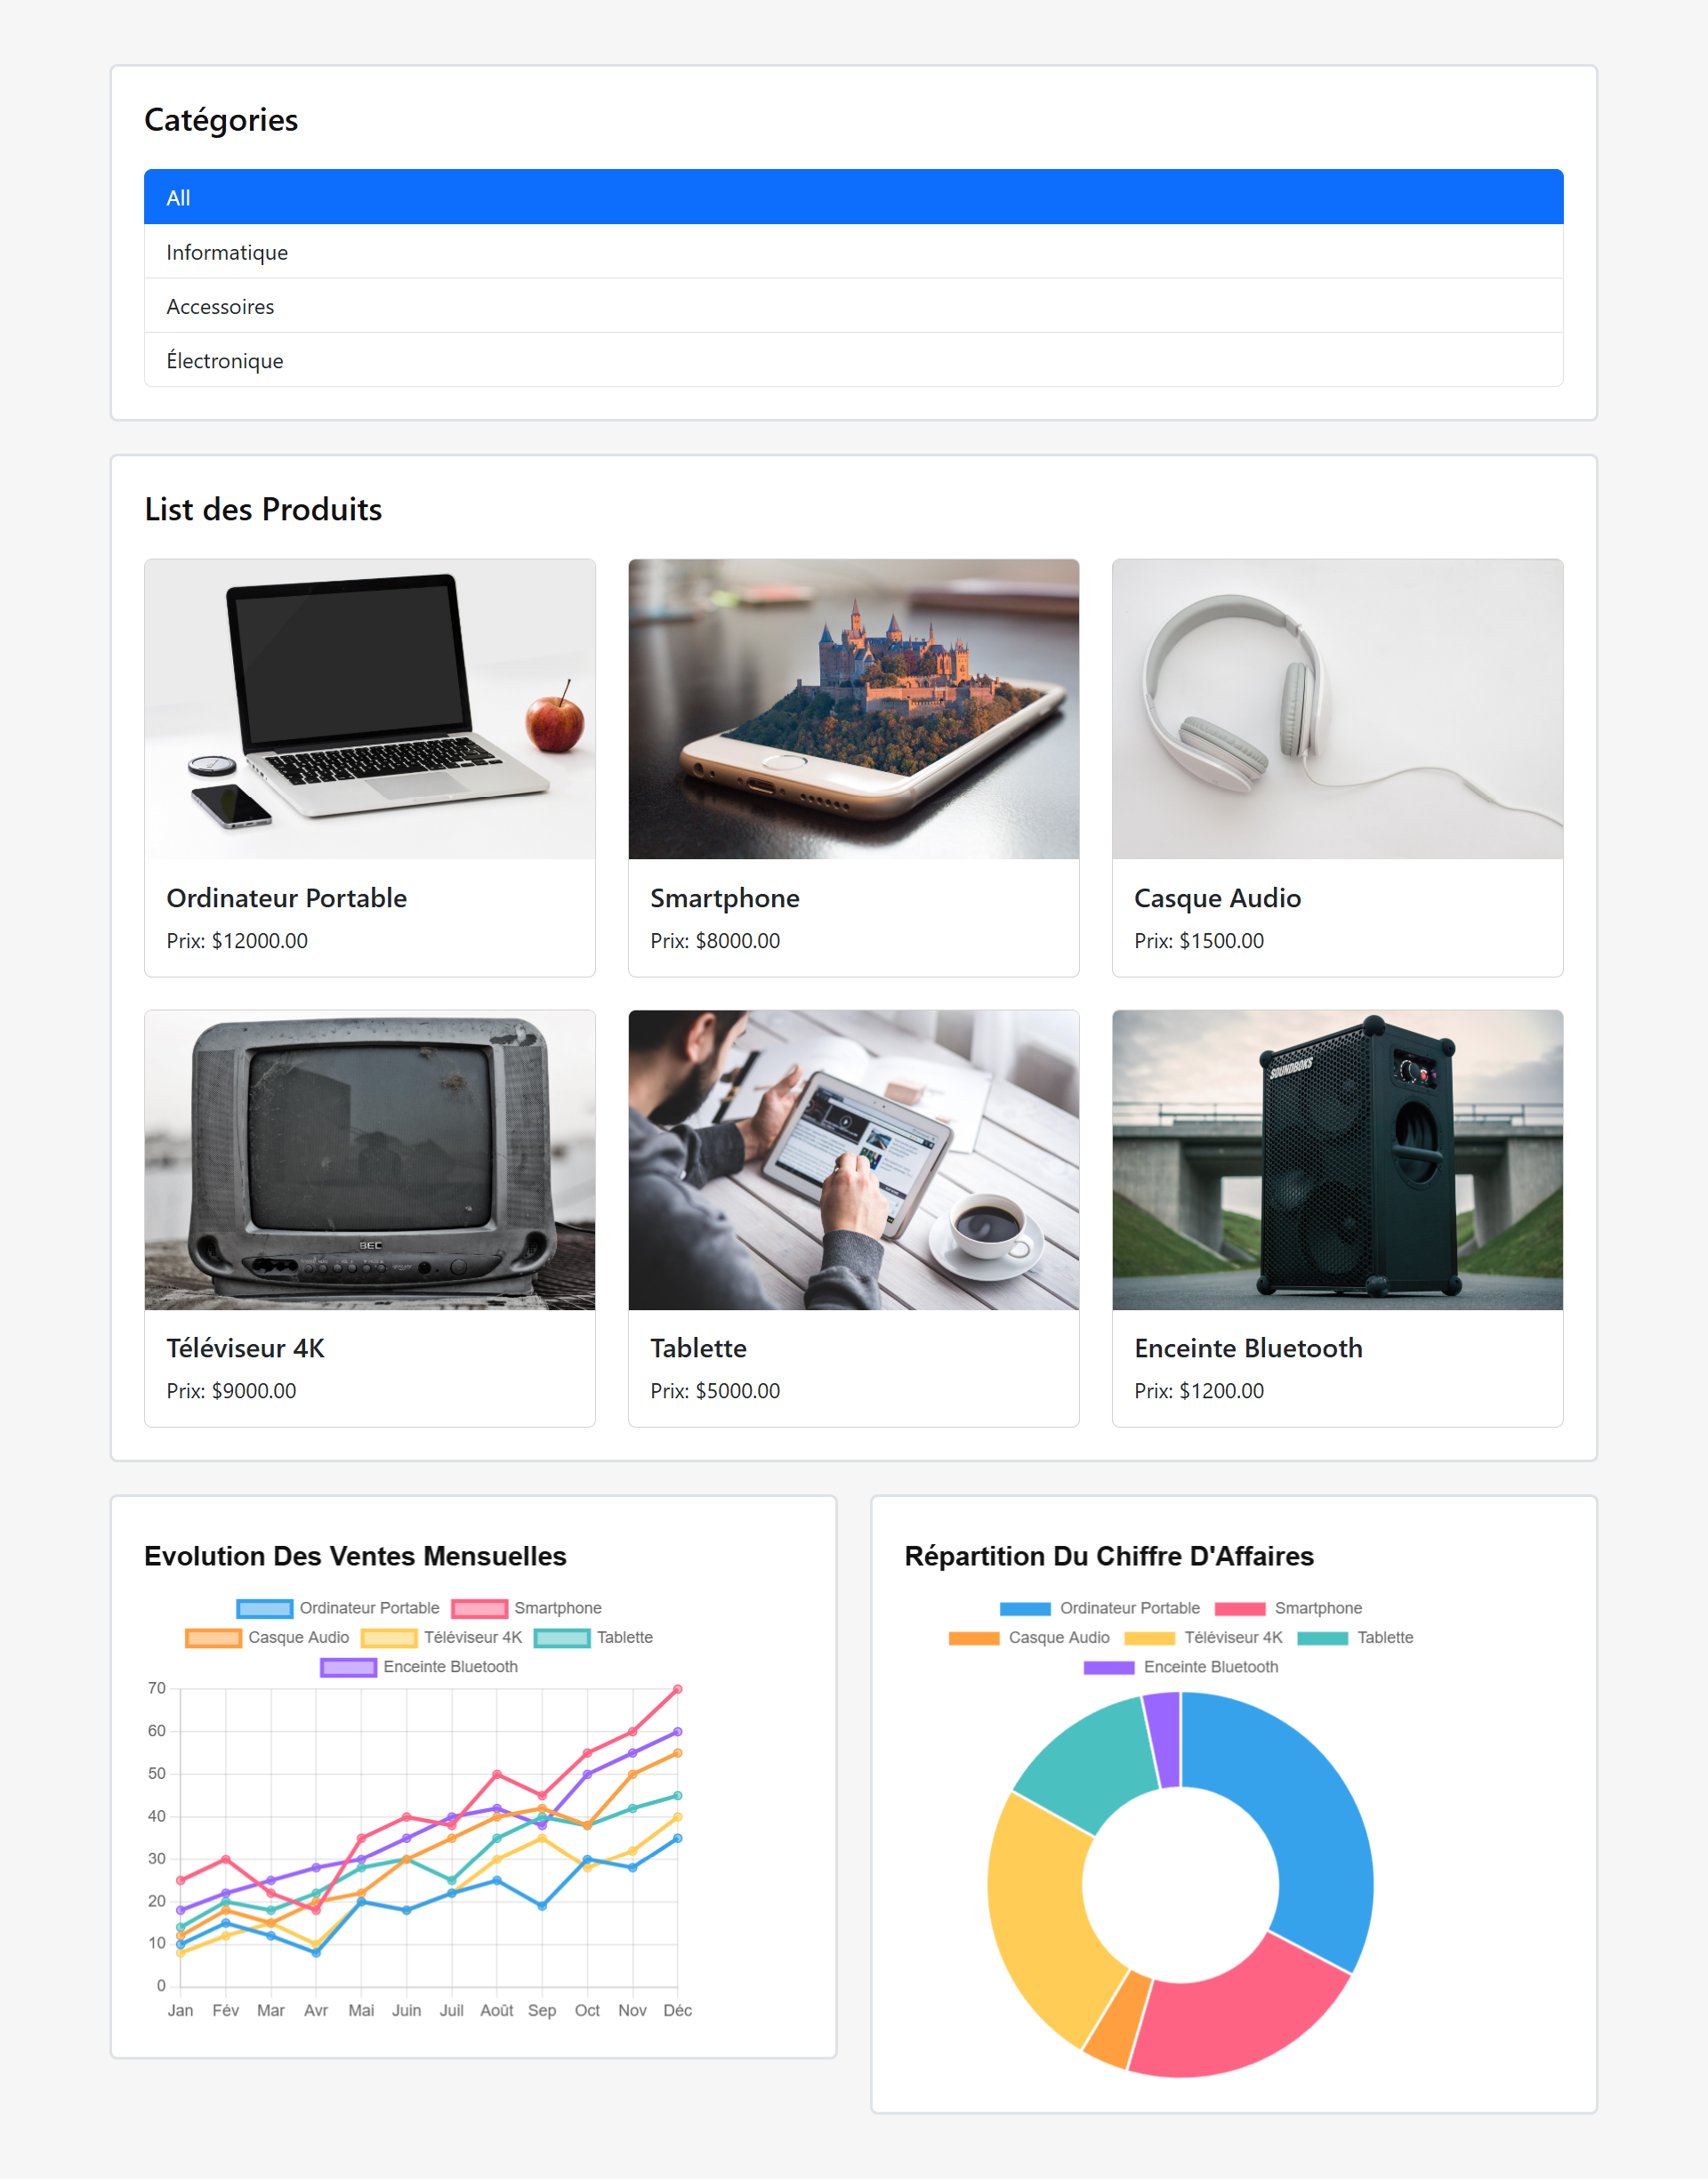 Catégories
All
Informatique
Accessoires
Électronique
List des Produits
Ordinateur Portable
Prix: $12000.00
Smartphone
Prix: $8000.00
Casque Audio
Prix: $1500.00
BEC
SOUNDBOKS
Téléviseur 4K
Prix: $9000.00
Tablette
Prix: $5000.00
Enceinte Bluetooth
Prix: $1200.00
Evolution Des Ventes Mensuelles
Ordinateur Portable Smartphone
Casque Audio Téléviseur 4K Tablette
Enceinte Bluetooth
70
60
50
40
30
20
10
0
Jan Fév Mar Avr Mai Juin Juil Août Sep Oct Nov Déc
Répartition Du Chiffre D'Affaires
Ordinateur Portable Smartphone
Casque Audio Téléviseur 4K Tablette
Enceinte Bluetooth